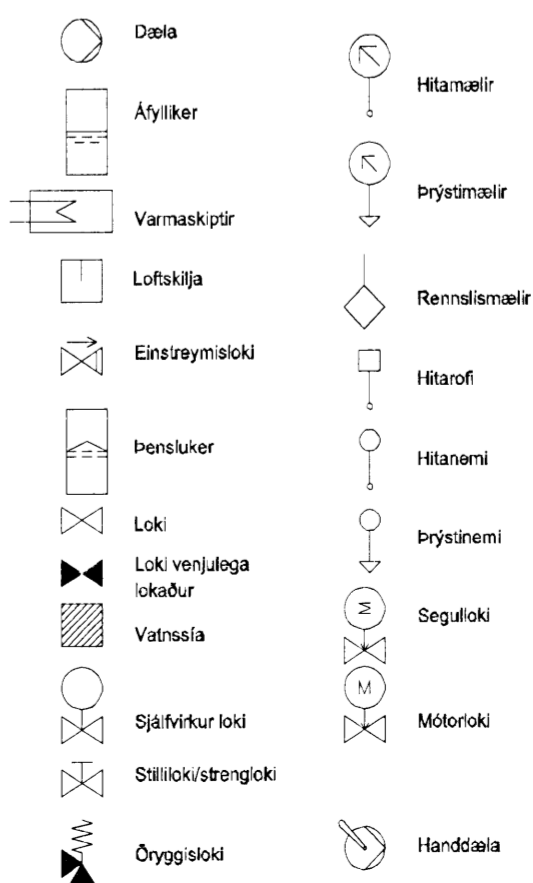 Dæla
Áfylliker
Varmaskiptir
Loftskilja
Einstreymisloki
Þensluker
Loki
Loki venjulega
lokaður
Vatnssía
Sjálfvirkur loki
Stilliloki/strengloki
Öryggisloki
Hitamælir
Þrýstimælir
Rennslismælir
Hitarofi
Hitanemi
Þrýstinemi
Σ
Segulloki
M
Mótorloki
Handdæla